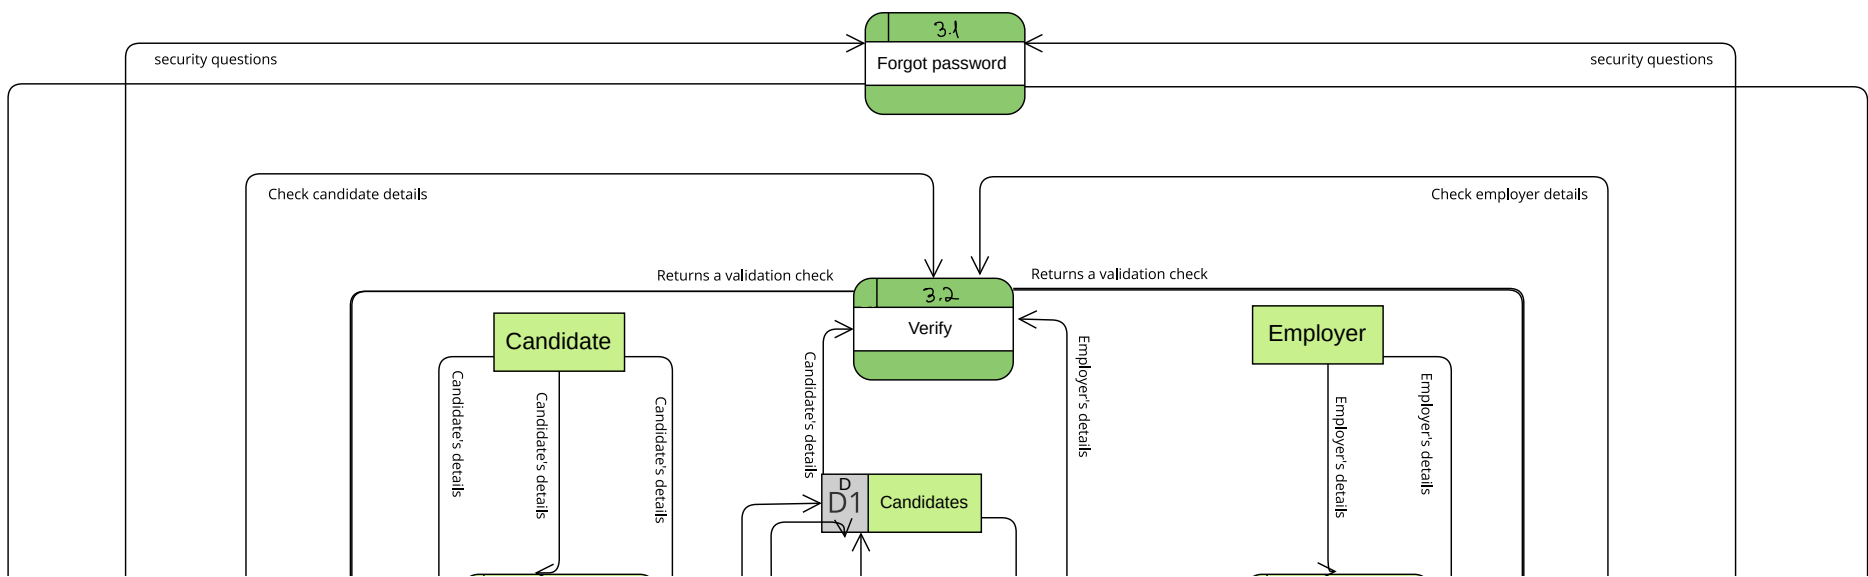 3.1
Forgot password
security questions
security questions
Check candidate details
Check employer details
Returns a validation check
Returns a validation check
3.2
Verify
Candidate
Employer
Candidate's details
Candidate's details
Candidate's details
Candidate's details
Employer's details
Employer's details
Employer's details
D
D1
Candidates